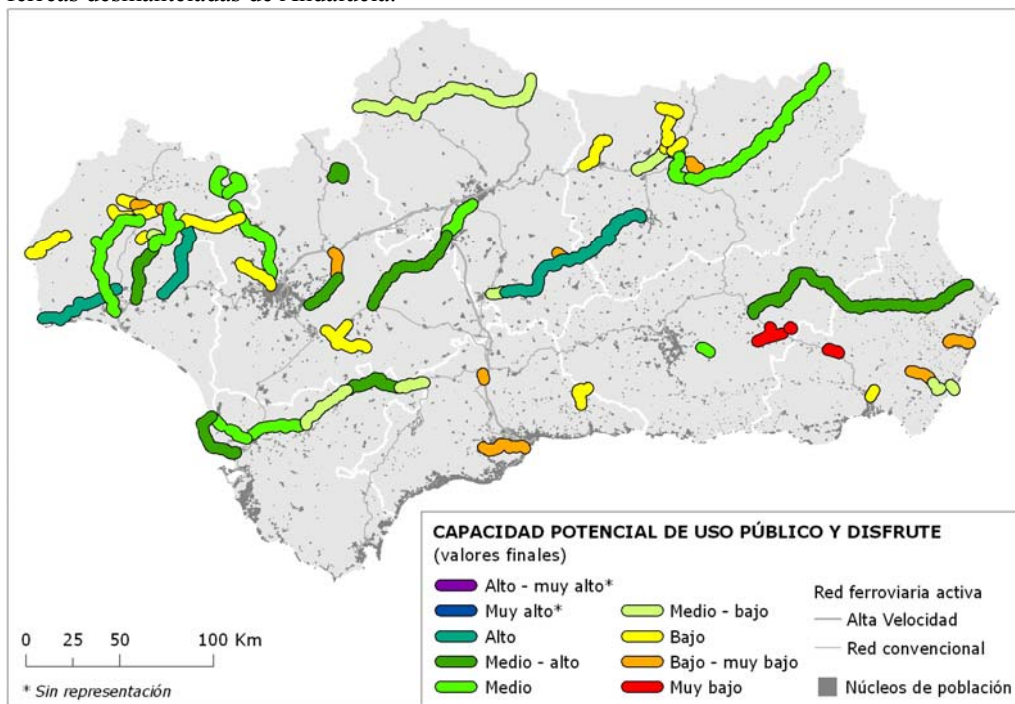 férreas desmanteladas de Andalucía.
CAPACIDAD POTENCIAL DE USO PÚBLICO Y DISFRUTE
(valores finales)
Alto - muy alto*
Muy alto*
Alto
Medio - alto
Medio
Medio - bajo
Bajo
Bajo - muy bajo
Muy bajo
Red ferroviaria activa
Alta Velocidad
Red convencional
Núcleos de población
0 25 50 100 Km
* Sin representación